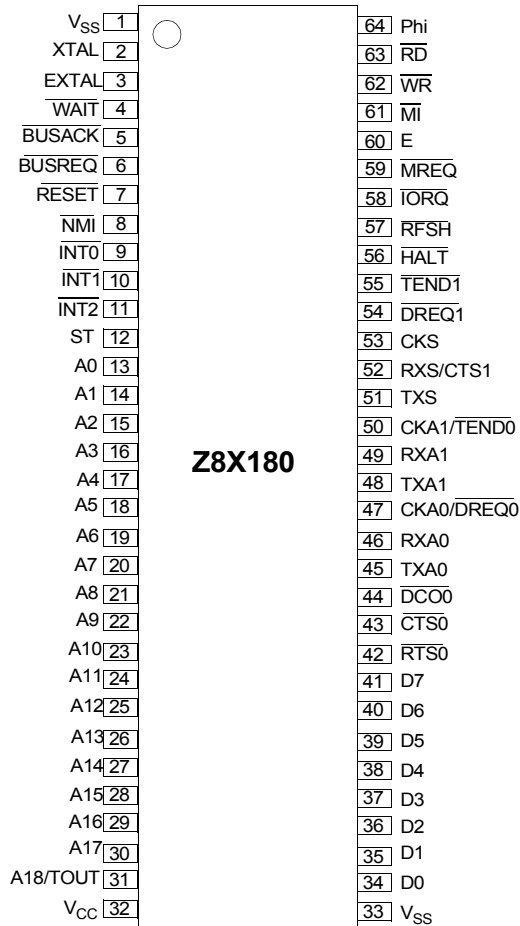 V_SS 1
XTAL 2
EXTAL 3
WAIT 4
BUSACK 5
BUSREQ 6
RESET 7
NMI 8
INT0 9
INT1 10
INT2 11
ST 12
A0 13
A1 14
A2 15
A3 16
A4 17
A5 18
A6 19
A7 20
A8 21
A9 22
A10 23
A11 24
A12 25
A13 26
A14 27
A15 28
A16 29
A17 30
A18/TOUT 31
V_CC 32
Z8X180
64 Phi
63 RD
62 WR
61 MI
60 E
59 MREQ
58 IORQ
57 RFSH
56 HALT
55 TEND1
54 DREQ1
53 CKS
52 RXS/CTS1
51 TXS
50 CKA1/TEND0
49 RXA1
48 TXA1
47 CKA0/DREQ0
46 RXA0
45 TXA0
44 DCO0
43 CTS0
42 RTS0
41 D7
40 D6
39 D5
38 D4
37 D3
36 D2
35 D1
34 D0
33 V_SS